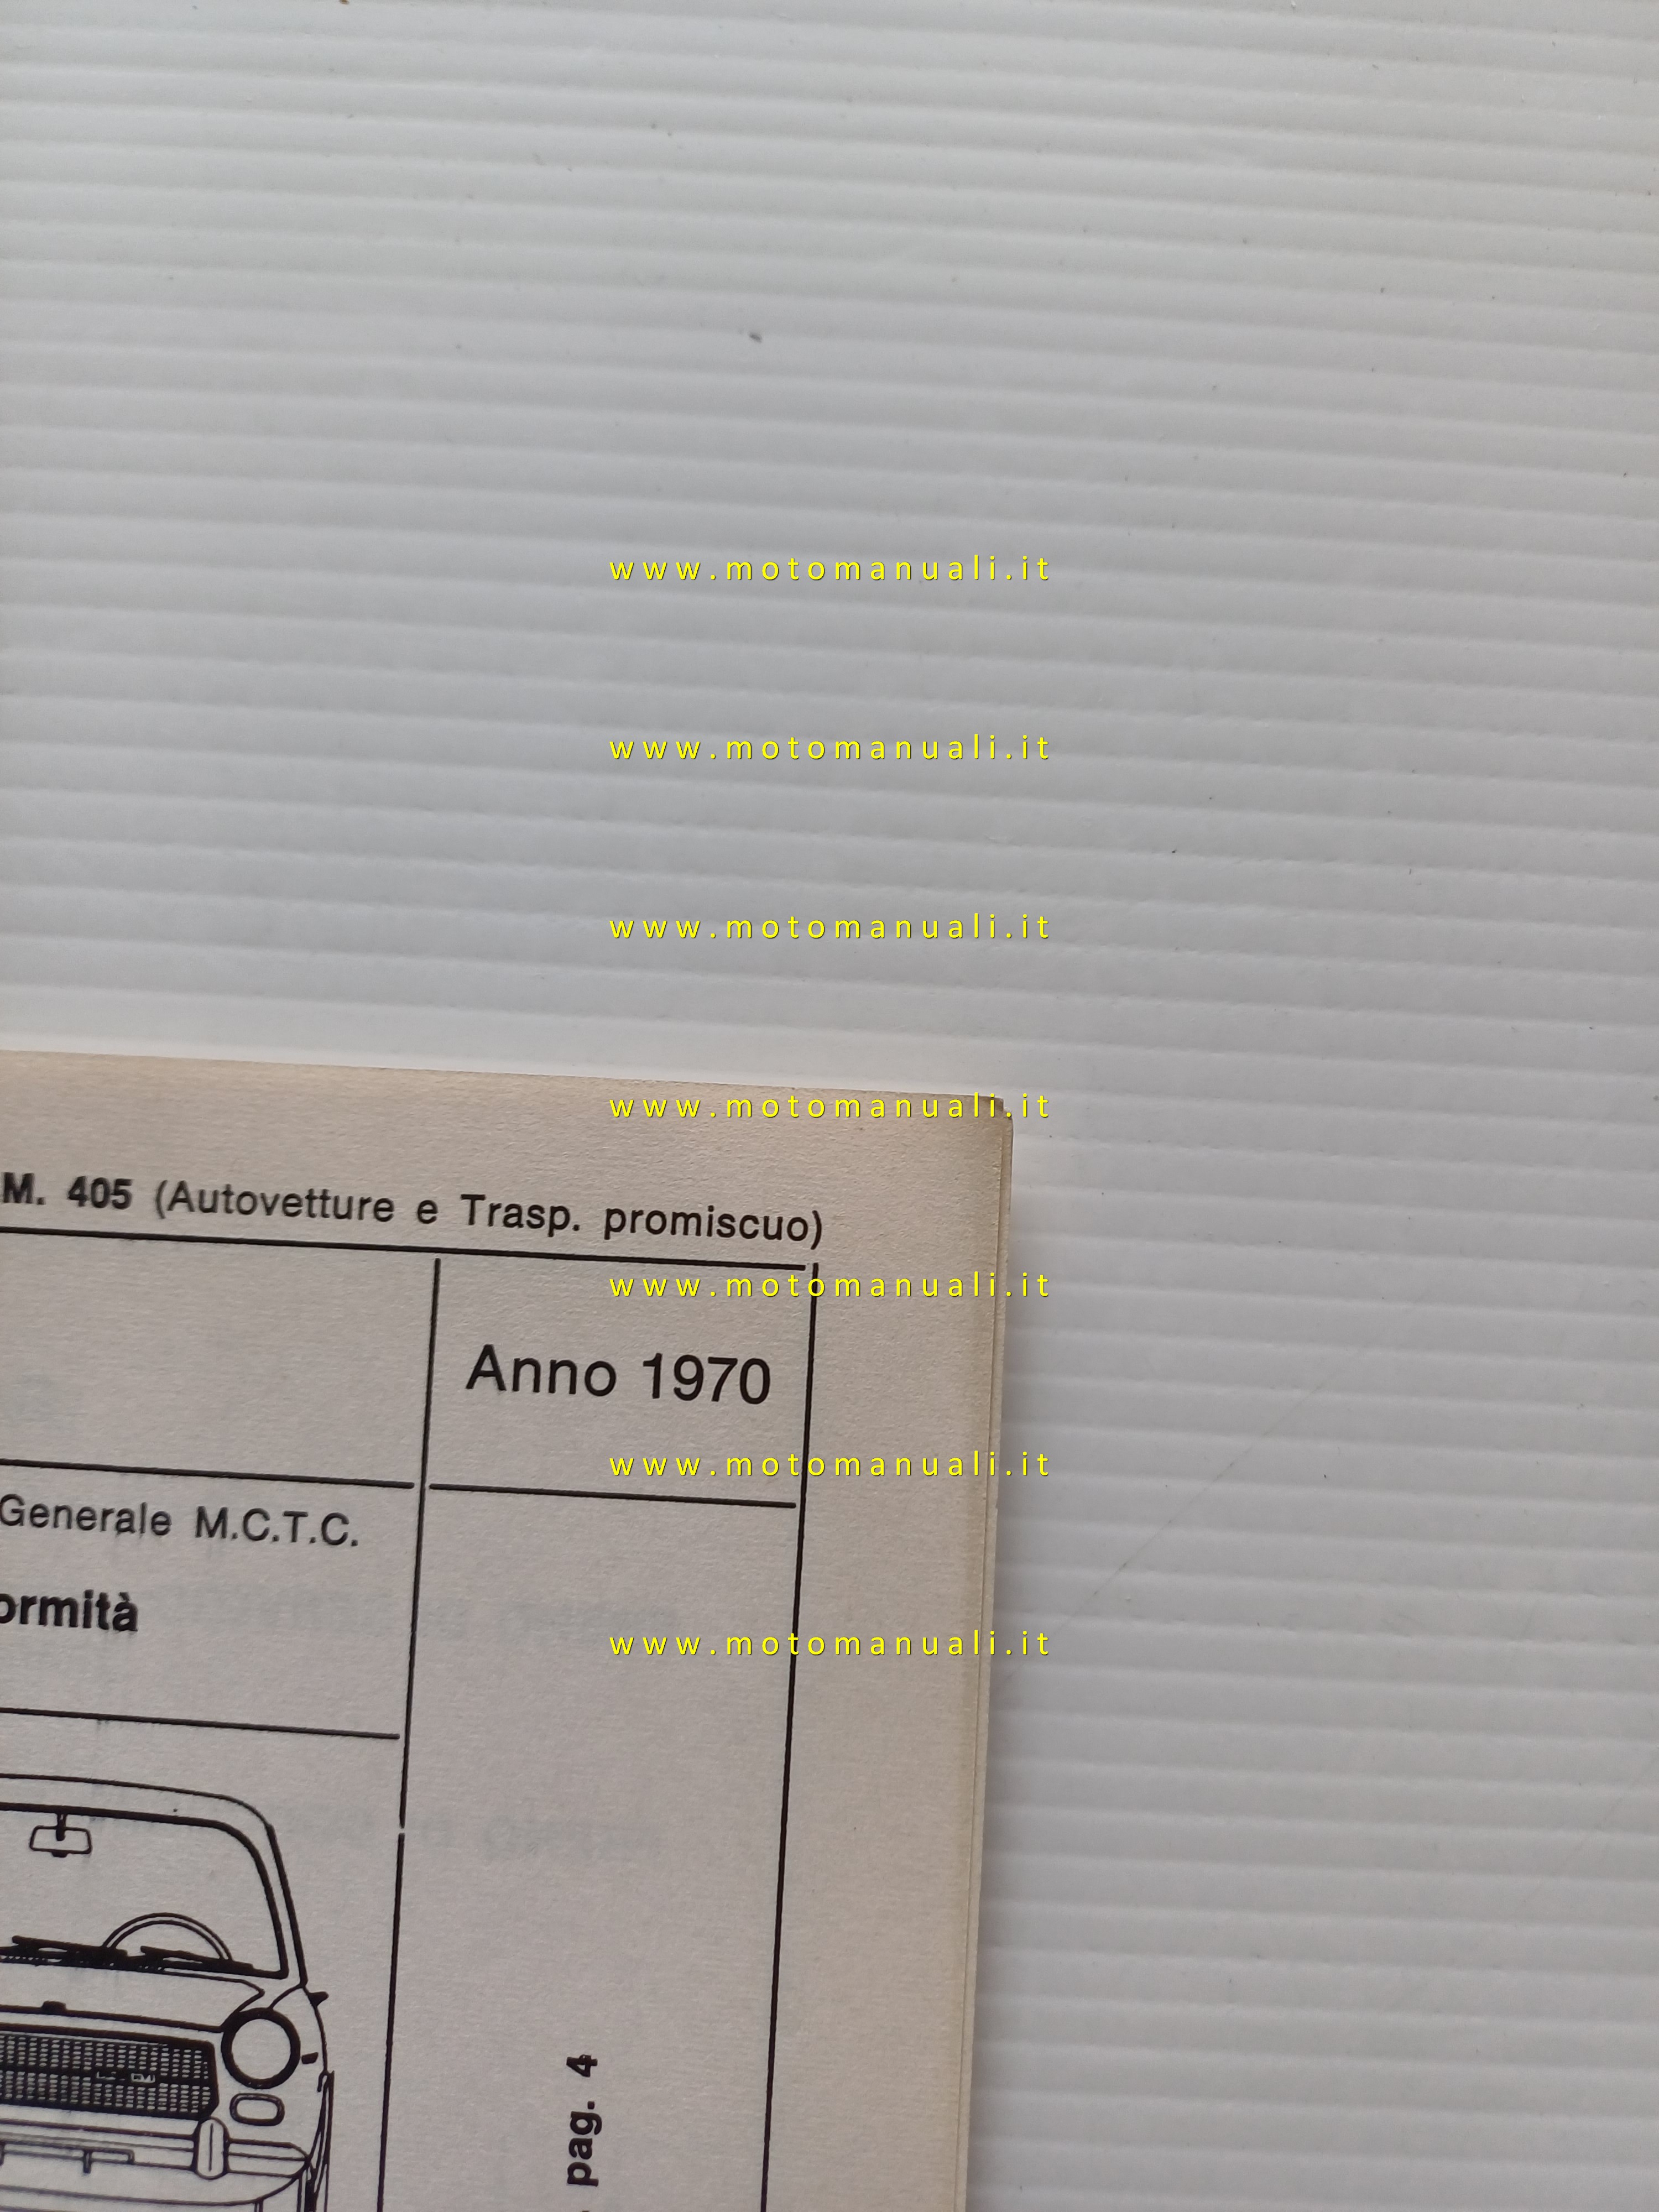 www.motomanuali.it
www.motomanuali.it
www.motomanuali.it
www.motomanuali.it
M. 405 (Autovetture e Trasp. promiscuo)
www.motomanuali.it
Anno 1970
www.motomanuali.it
Generale M.C.T.C.
ormità
www.motomanuali.it
pag. 4